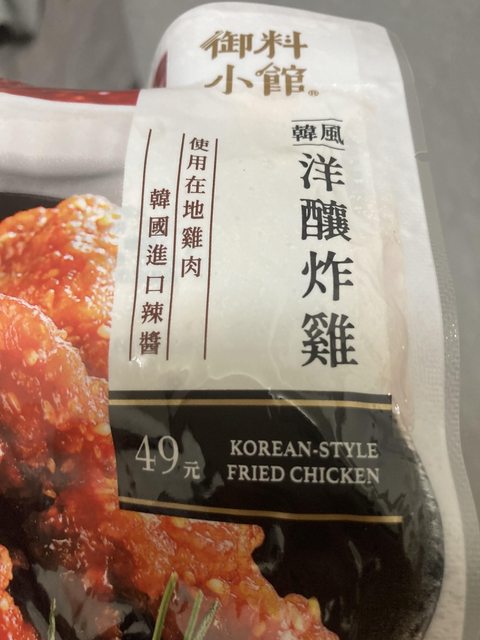 御料
小館®
韓風
洋釀炸雞
使用在地雞肉
韓國進口辣醬
49元
KOREAN-STYLE
FRIED CHICKEN